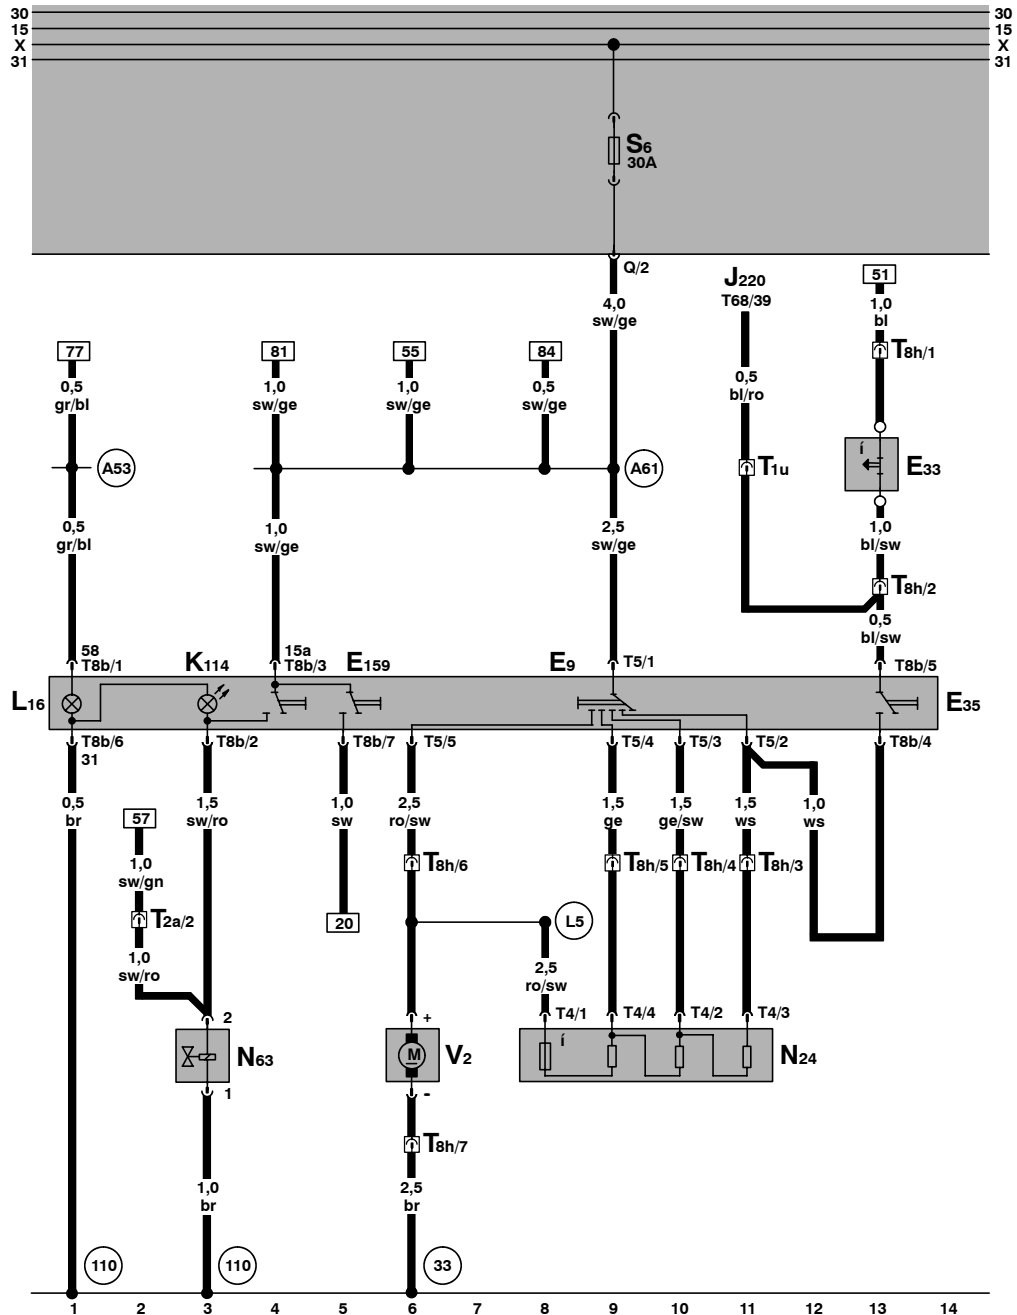 30 30
15 15
X X
31 31
S6
30A
Q/2
J220
T68/39
51
4,0
sw/ge
1,0
bl
77
81
55
84
T8h/1
0,5
gr/bl
1,0
sw/ge
1,0
sw/ge
0,5
sw/ge
0,5
bl/ro
í
E33
A53
A61
T1u
0,5
gr/bl
1,0
sw/ge
2,5
sw/ge
1,0
bl/sw
T8h/2
0,5
bl/sw
58
T8b/1
K114
15a
T8b/3
E159
E9
T5/1
T8b/5
L16
E35
T8b/6
31
T8b/2
T8b/7
T5/5
T5/4
T5/3
T5/2
T8b/4
0,5
br
1,5
sw/ro
1,0
sw
2,5
ro/sw
1,5
ge
1,5
ge/sw
1,5
ws
1,0
ws
57
1,0
sw/gn
T8h/6
T8h/5
T8h/4
T8h/3
T2a/2
20
L5
1,0
sw/ro
2,5
ro/sw
2
+
T4/1
T4/4
T4/2
T4/3
N63
M
V2
í
N24
1
-
T8h/7
1,0
br
2,5
br
110
110
33
1 2 3 4 5 6 7 8 9 10 11 12 13 14